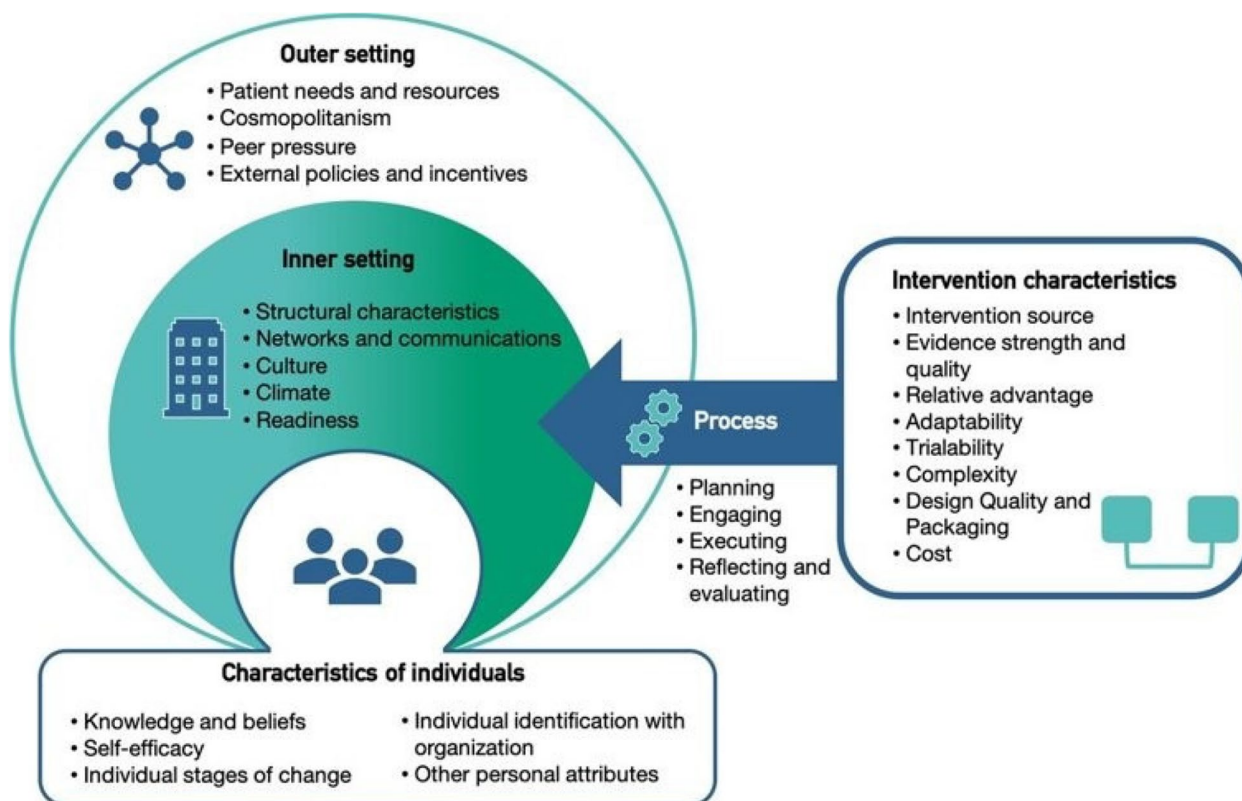 Outer setting
• Patient needs and resources
• Cosmopolitanism
• Peer pressure
• External policies and incentives
Inner setting
• Structural characteristics
• Networks and communications
• Culture
• Climate
• Readiness
Process
• Planning
• Engaging
• Executing
• Reflecting and
evaluating
Intervention characteristics
• Intervention source
• Evidence strength and
quality
• Relative advantage
• Adaptability
• Trialability
• Complexity
• Design Quality and
Packaging
• Cost
Characteristics of individuals
• Knowledge and beliefs
• Self-efficacy
• Individual stages of change
• Individual identification with
organization
• Other personal attributes